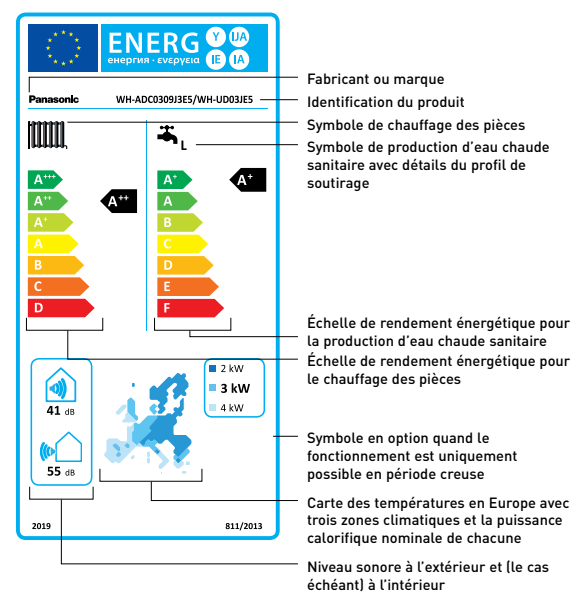 ENERG
енергия · ενεργεια
Y IJA
IE IA
Panasonic
WH-ADC0309J3E5/WH-UD03JE5
L
A+++
A++
A+
A
B
C
D
A++
A+
A
B
C
D
E
F
A+
41 dB
55 dB
2 kW
3 kW
4 kW
2019
811/2013
Fabricant ou marque
Identification du produit
Symbole de chauffage des pièces
Symbole de production d’eau chaude
sanitaire avec détails du profil de
soutirage
Échelle de rendement énergétique pour
la production d’eau chaude sanitaire
Échelle de rendement énergétique pour
le chauffage des pièces
Symbole en option quand le
fonctionnement est uniquement
possible en période creuse
Carte des températures en Europe avec
trois zones climatiques et la puissance
calorifique nominale de chacune
Niveau sonore à l’extérieur et (le cas
échéant) à l’intérieur